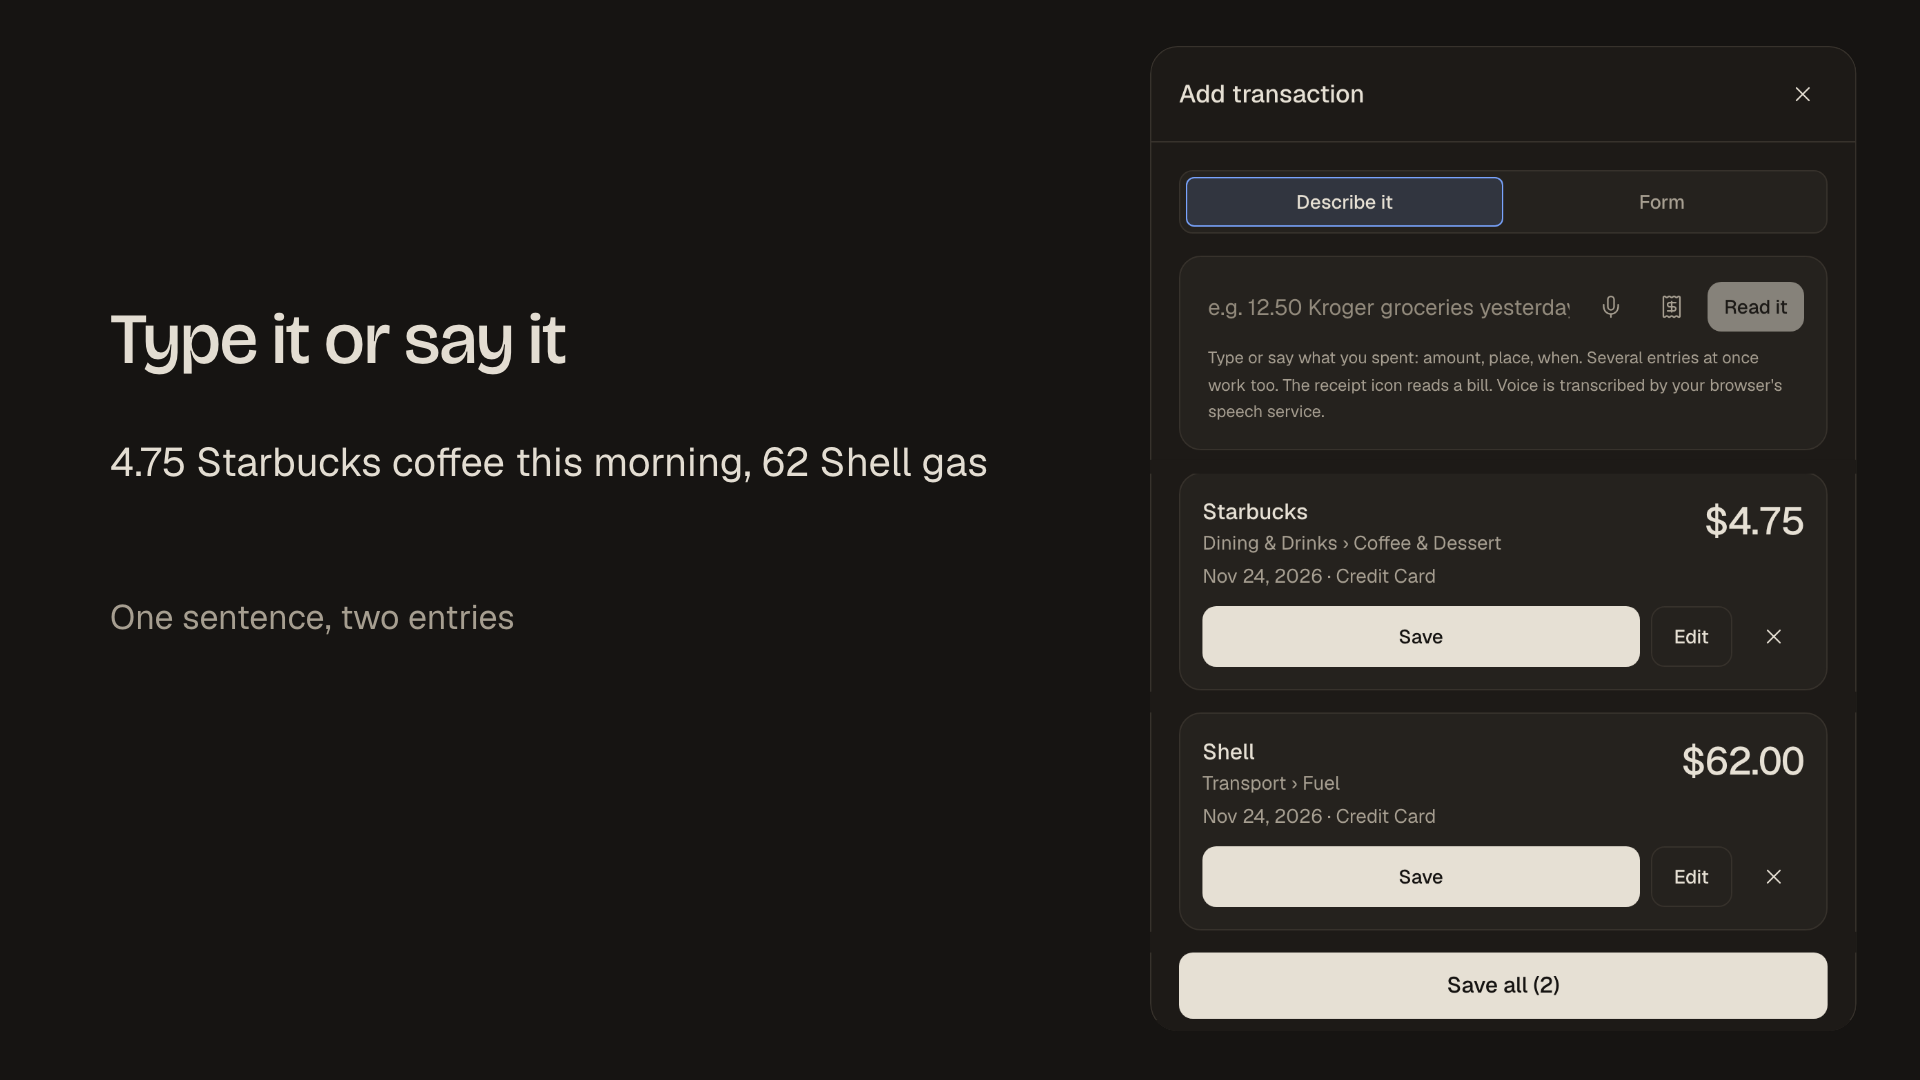 Type it or say it
4.75 Starbucks coffee this morning, 62 Shell gas
One sentence, two entries
Add transaction
Describe it
Form
e.g. 12.50 Kroger groceries yesterday
Read it
Type or say what you spent: amount, place, when. Several entries at once
work too. The receipt icon reads a bill. Voice is transcribed by your browser's
speech service.
Starbucks
$4.75
Dining & Drinks › Coffee & Dessert
Nov 24, 2026 · Credit Card
Save
Edit
Shell
$62.00
Transport › Fuel
Nov 24, 2026 · Credit Card
Save
Edit
Save all (2)